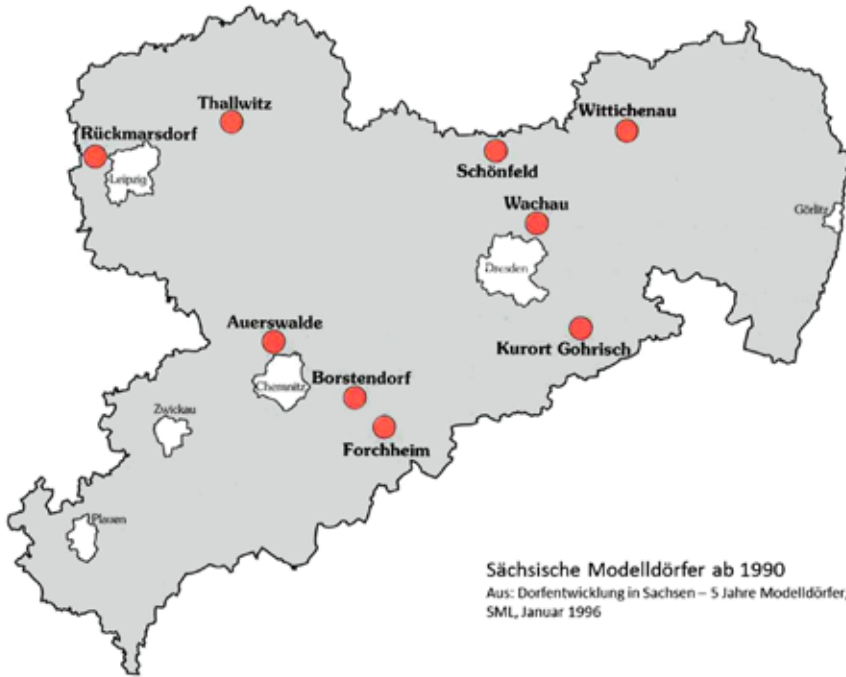 Thallwitz
Wittichenau
Rückmarsdorf
Leipzig
Schönfeld
Wachau
Görlitz
Dresden
Auerswalde
Kurort Gohrisch
Borstendorf
Chemnitz
Zwickau
Forchheim
Plauen
Sächsische Modelldörfer ab 1990
Aus: Dorfentwicklung in Sachsen – 5 Jahre Modelldörfer,
SML, Januar 1996